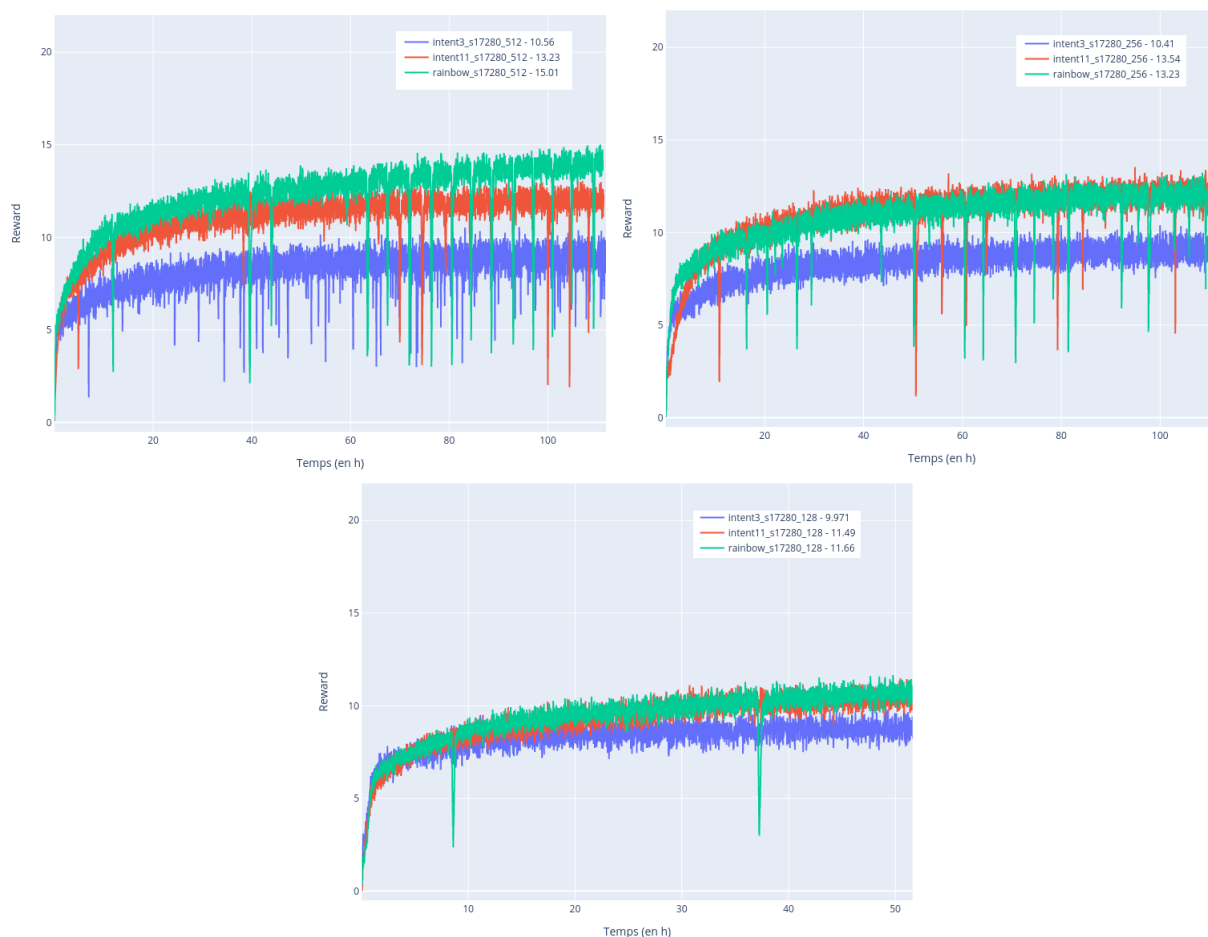 intent3_s17280_512 - 10.56
intent11_s17280_512 - 13.23
rainbow_s17280_512 - 15.01
20
15
10
5
0
Reward
20
40
60
80
100
Temps (en h)
intent3_s17280_256 - 10.41
intent11_s17280_256 - 13.54
rainbow_s17280_256 - 13.23
20
15
10
5
0
Reward
20
40
60
80
100
Temps (en h)
intent3_s17280_128 - 9.971
intent11_s17280_128 - 11.49
rainbow_s17280_128 - 11.66
20
15
10
5
0
Reward
10
20
30
40
50
Temps (en h)